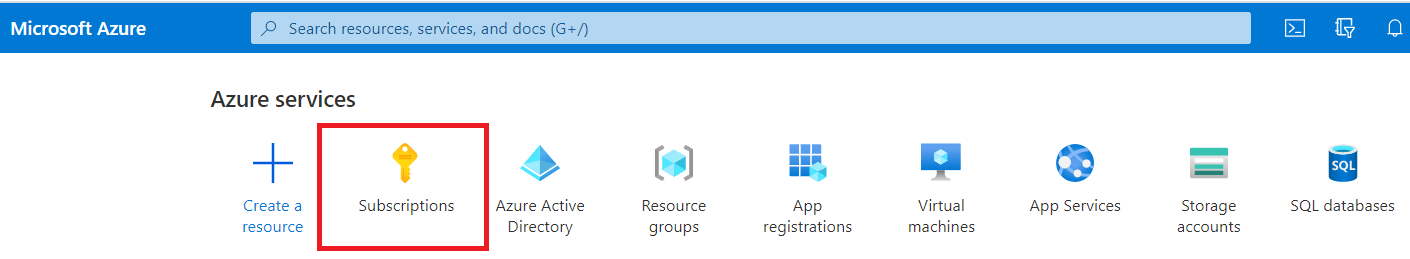 Microsoft Azure
Search resources, services, and docs (G+/)
Azure services
Create a
resource
Subscriptions
Azure Active
Directory
Resource
groups
App
registrations
Virtual
machines
App Services
Storage
accounts
SQL
SQL databases